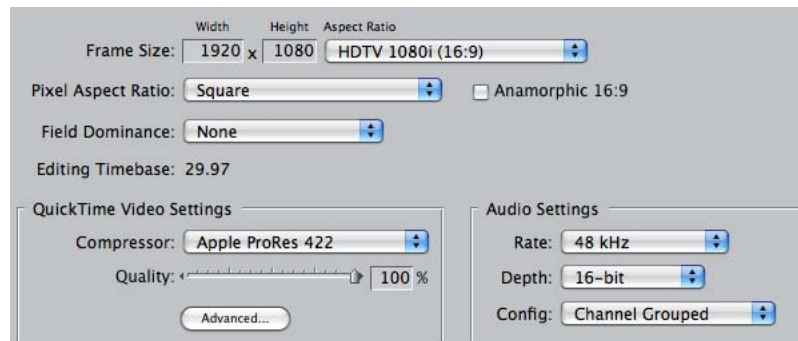 Width Height Aspect Ratio
Frame Size: 1920 x 1080 HDTV 1080i (16:9)
Pixel Aspect Ratio: Square Anamorphic 16:9
Field Dominance: None
Editing Timebase: 29.97
QuickTime Video Settings
Compressor: Apple ProRes 422
Quality: 100 %
Advanced...
Audio Settings
Rate: 48 kHz
Depth: 16-bit
Config: Channel Grouped